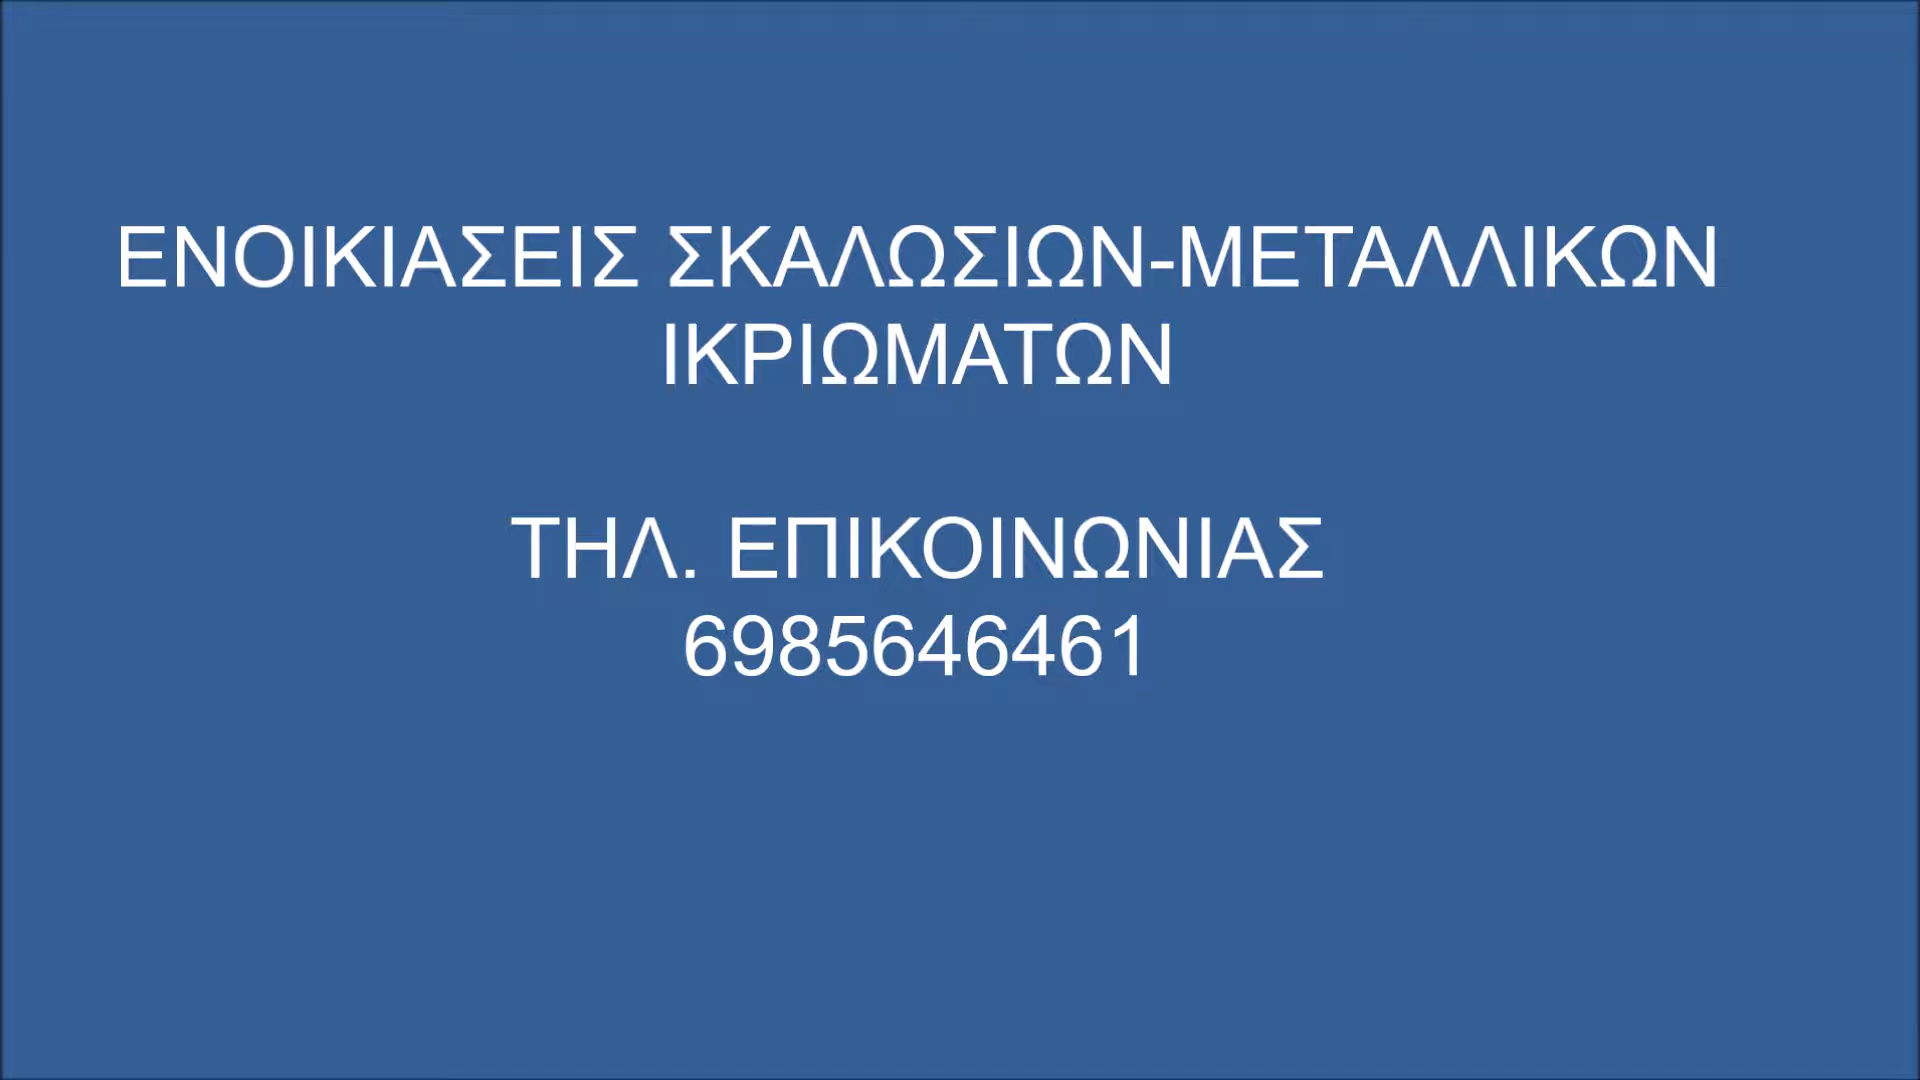 ΕΝΟΙΚΙΑΣΕΙΣ ΣΚΑΛΩΣΙΩΝ-ΜΕΤΑΛΛΙΚΩΝ
ΙΚΡΙΩΜΑΤΩΝ
ΤΗΛ. ΕΠΙΚΟΙΝΩΝΙΑΣ
6985646461